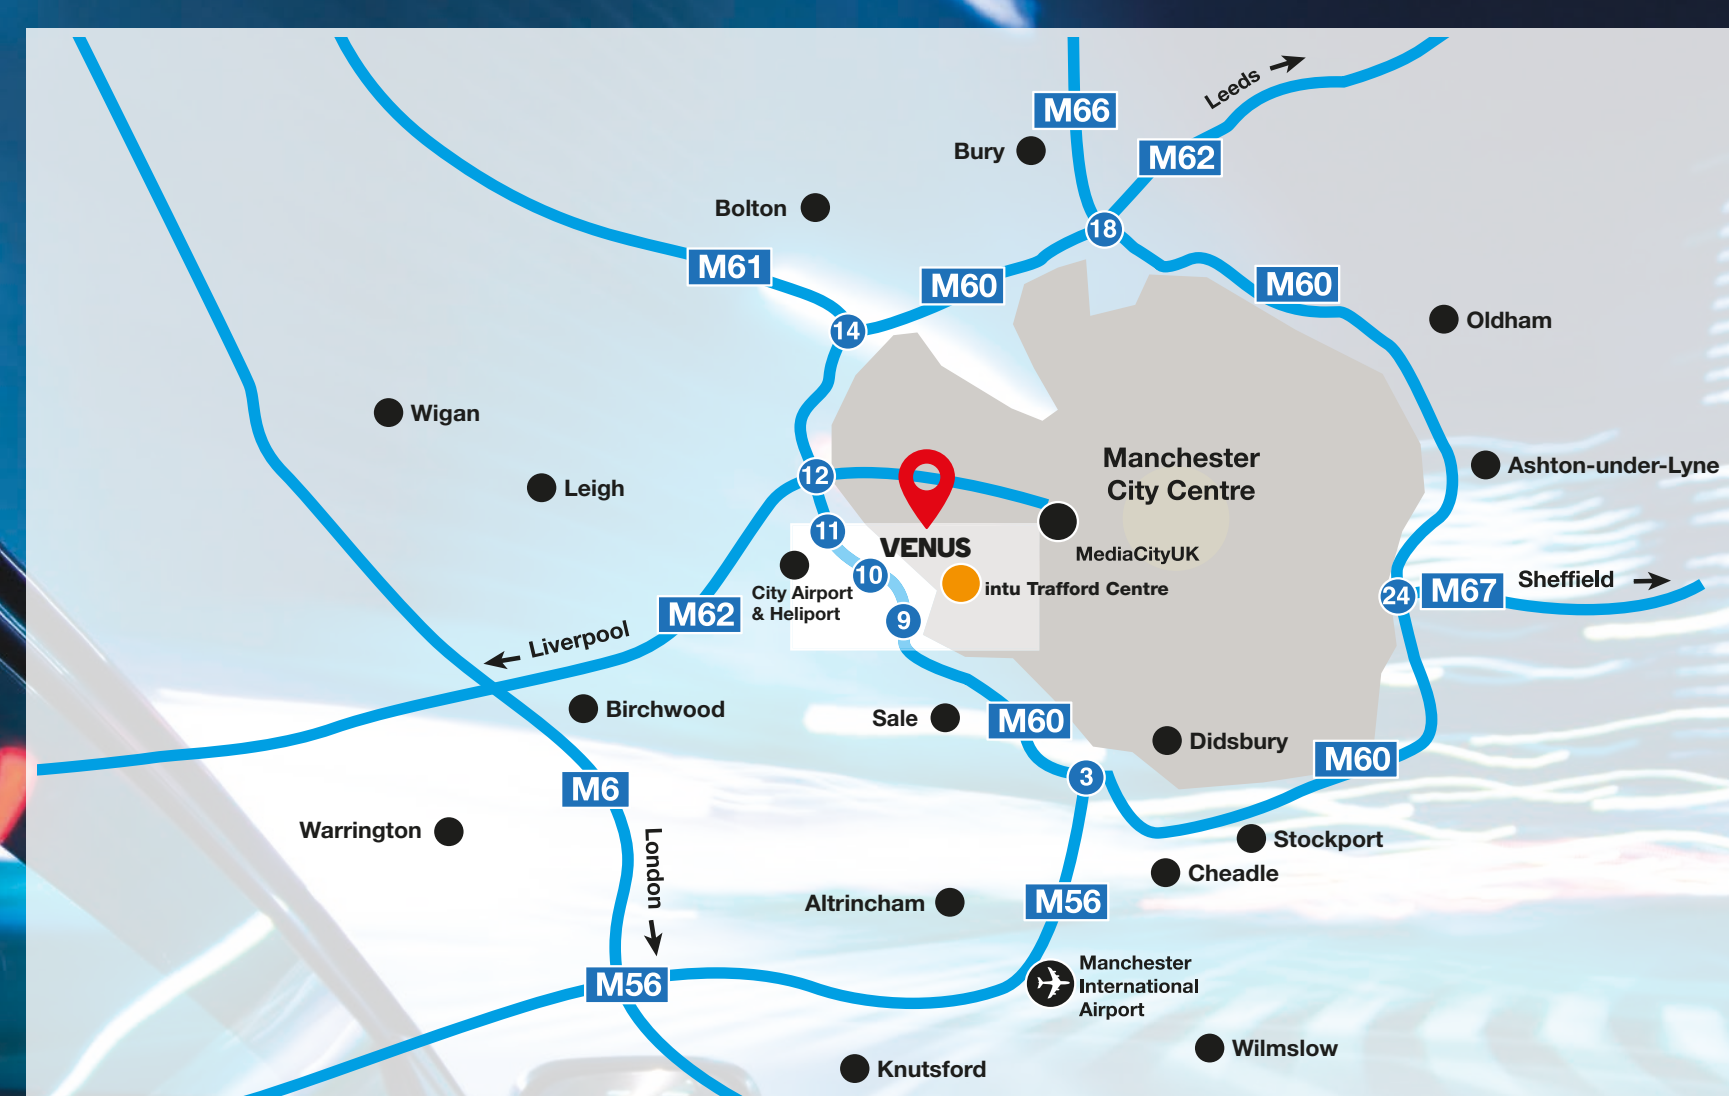 M66
Leeds
Bury
M62
Bolton
18
M61
M60
M60
14
Oldham
Wigan
Manchester
City Centre
Ashton-under-Lyne
12
Leigh
11
VENUS
MediaCityUK
10
City Airport
& Heliport
intu Trafford Centre
24
M67
Sheffield
M62
9
Liverpool
Birchwood
Sale
M60
Didsbury
M60
3
M6
Warrington
London
Stockport
Cheadle
Altrincham
M56
Manchester
International
Airport
M56
Wilmslow
Knutsford